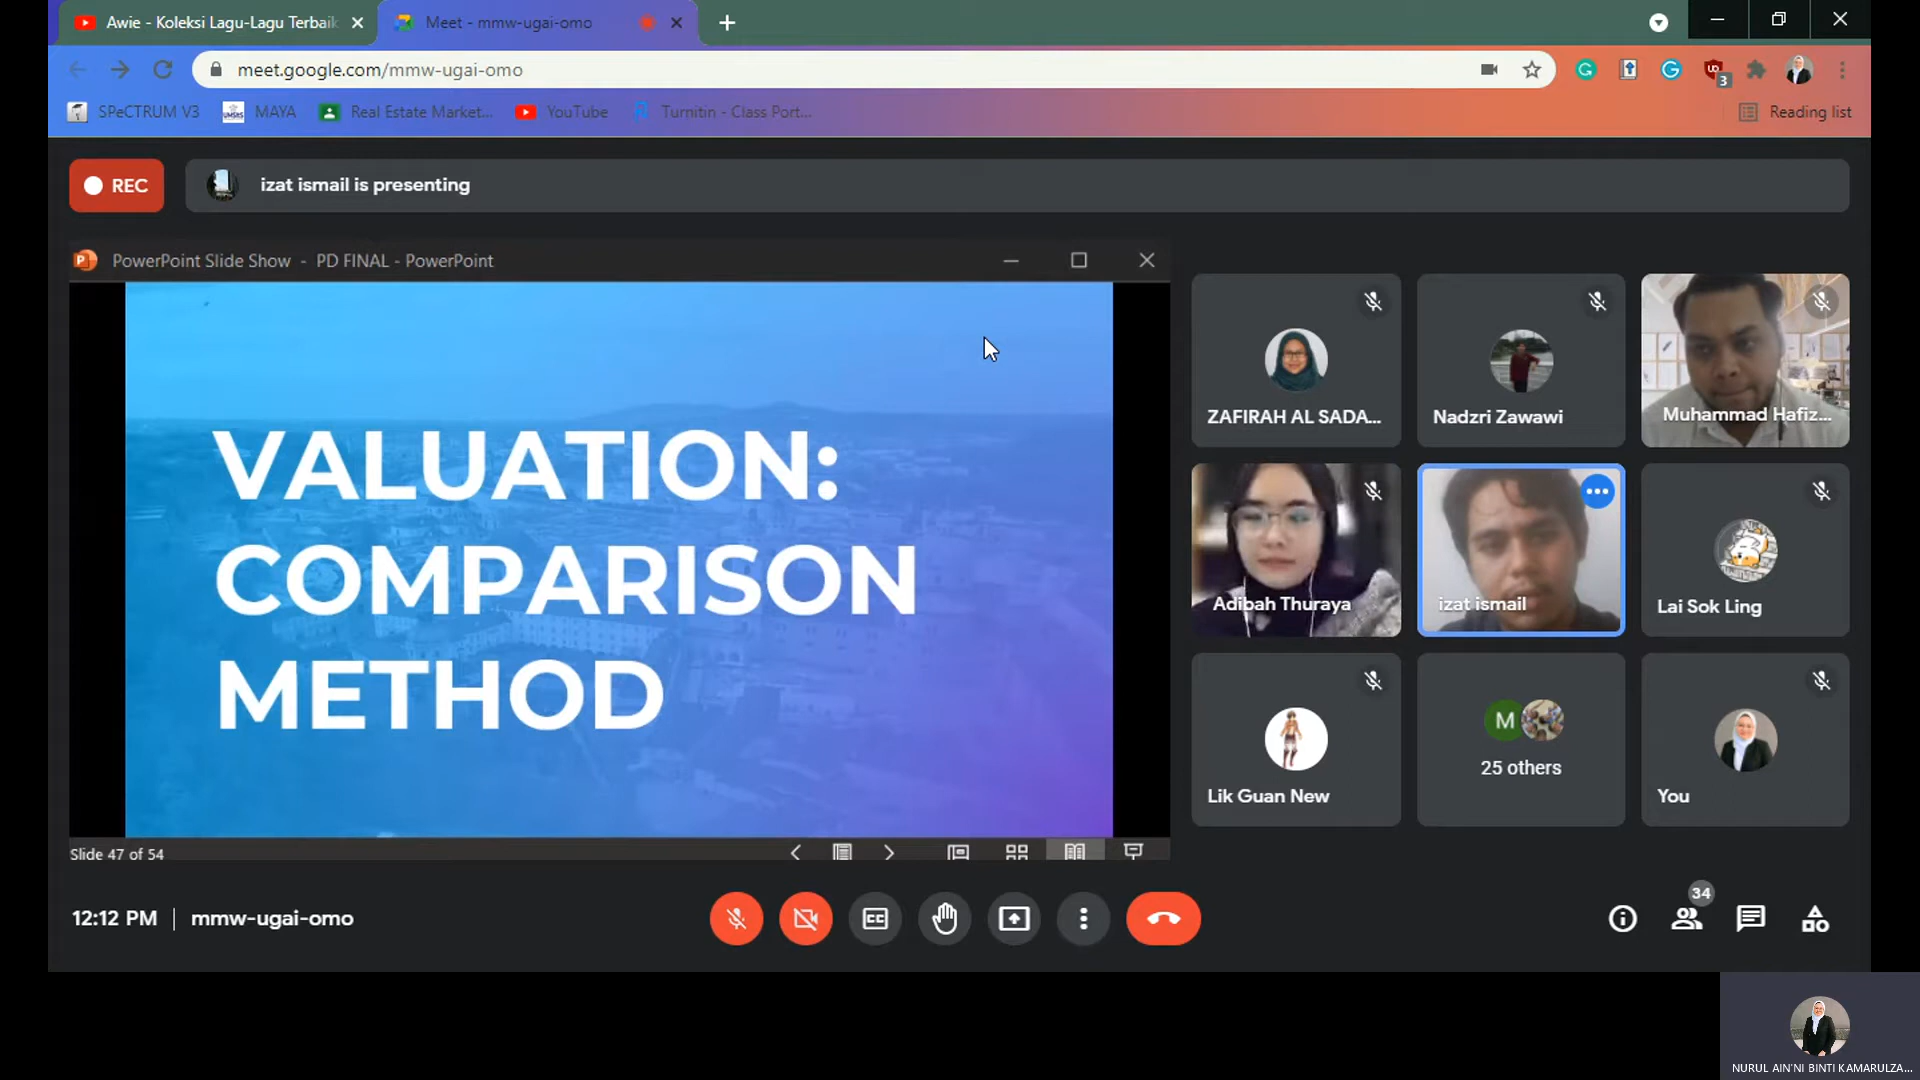 Awie - Koleksi Lagu-Lagu Terbaik
Meet - mmw-ugai-omo
meet.google.com/mmw-ugai-omo
3
SPeCTRUM V3
MAYA
Real Estate Market...
YouTube
Turnitin - Class Port...
Reading list
REC
izat ismail is presenting
PowerPoint Slide Show - PD FINAL - PowerPoint
VALUATION:
COMPARISON
METHOD
Slide 47 of 54
ZAFIRAH AL SADA...
Nadzri Zawawi
Muhammad Hafiz...
Adibah Thuraya
izat ismail
Lai Sok Ling
Lik Guan New
M
25 others
You
12:12 PM | mmw-ugai-omo
34
NURUL AIN'NI BINTI KAMARULZA...